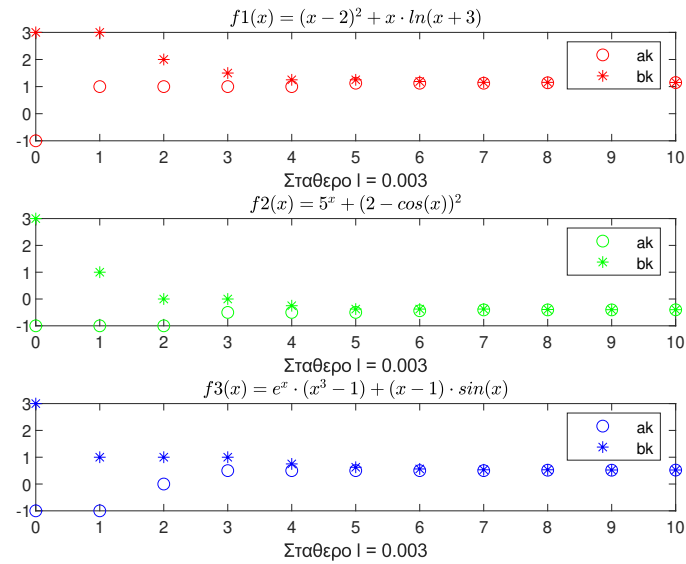 f1(x) = (x − 2)² + x · ln(x + 3)
3
2
1
0
-1
ak
bk
0 1 2 3 4 5 6 7 8 9 10
Σταθερο l = 0.003
f2(x) = 5ˣ + (2 − cos(x))²
3
2
1
0
-1
ak
bk
0 1 2 3 4 5 6 7 8 9 10
Σταθερο l = 0.003
f3(x) = eˣ · (x³ − 1) + (x − 1) · sin(x)
3
2
1
0
-1
ak
bk
0 1 2 3 4 5 6 7 8 9 10
Σταθερο l = 0.003